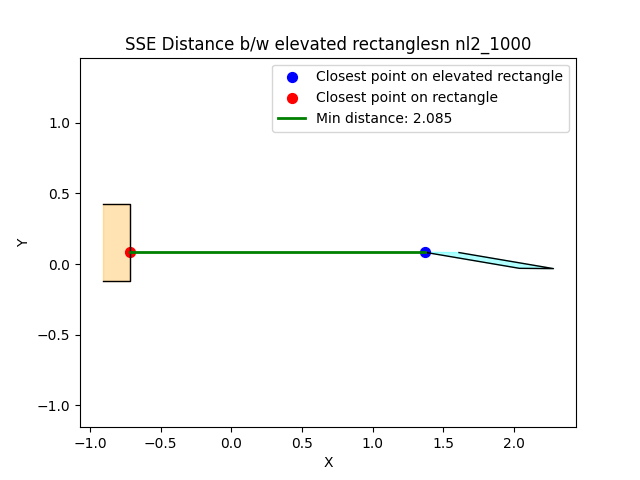 SSE Distance b/w elevated rectanglesn nl2_1000
Closest point on elevated rectangle
Closest point on rectangle
Min distance: 2.085
Y
1.0
0.5
0.0
−0.5
−1.0
−1.0 −0.5 0.0 0.5 1.0 1.5 2.0
X